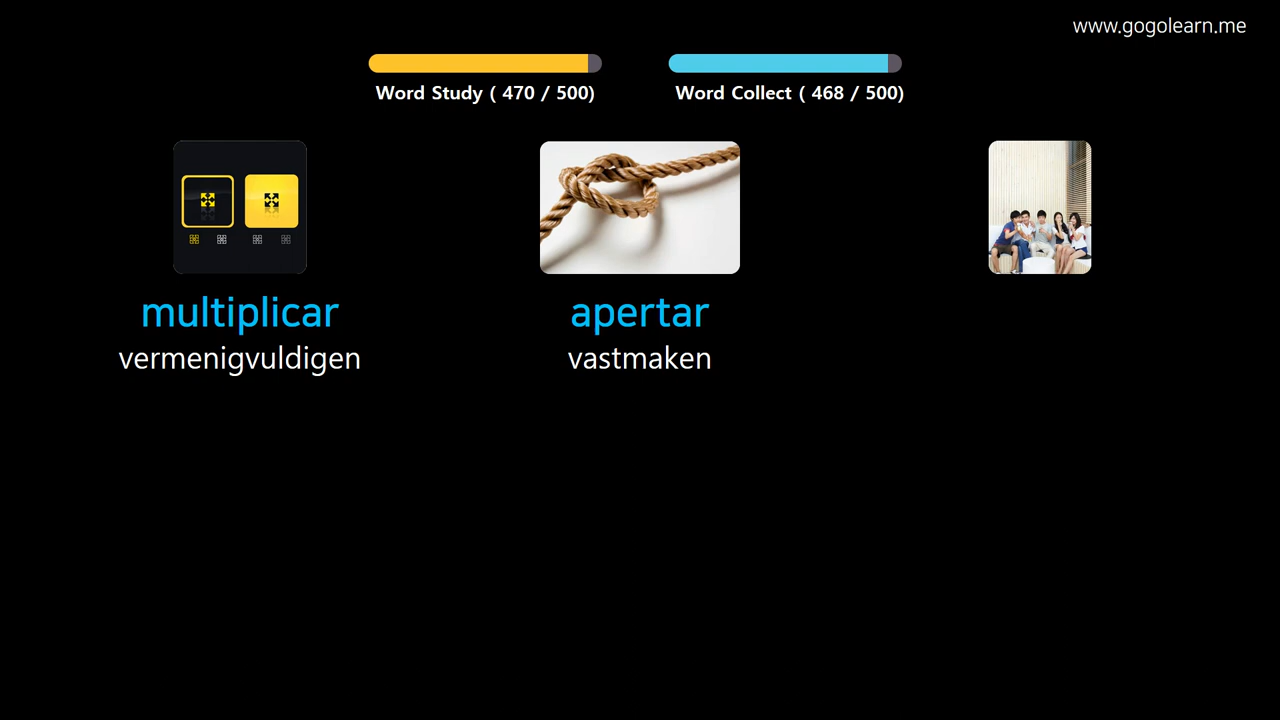 www.gogolearn.me
Word Study ( 470 / 500)
Word Collect ( 468 / 500)
multiplicar
apertar
vermenigvuldigen
vastmaken